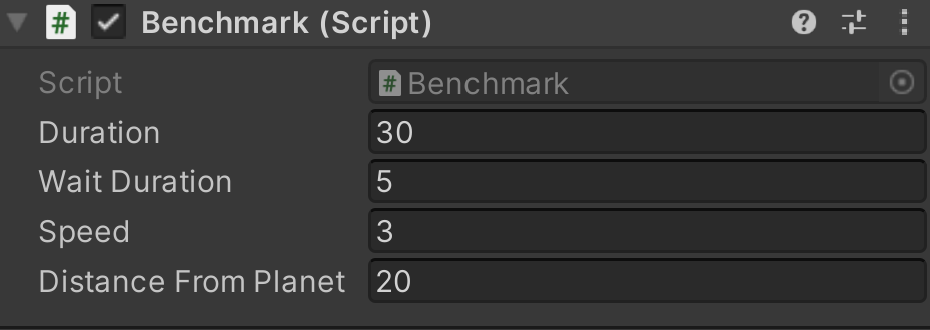 # Benchmark (Script)
Script # Benchmark
Duration 30
Wait Duration 5
Speed 3
Distance From Planet 20